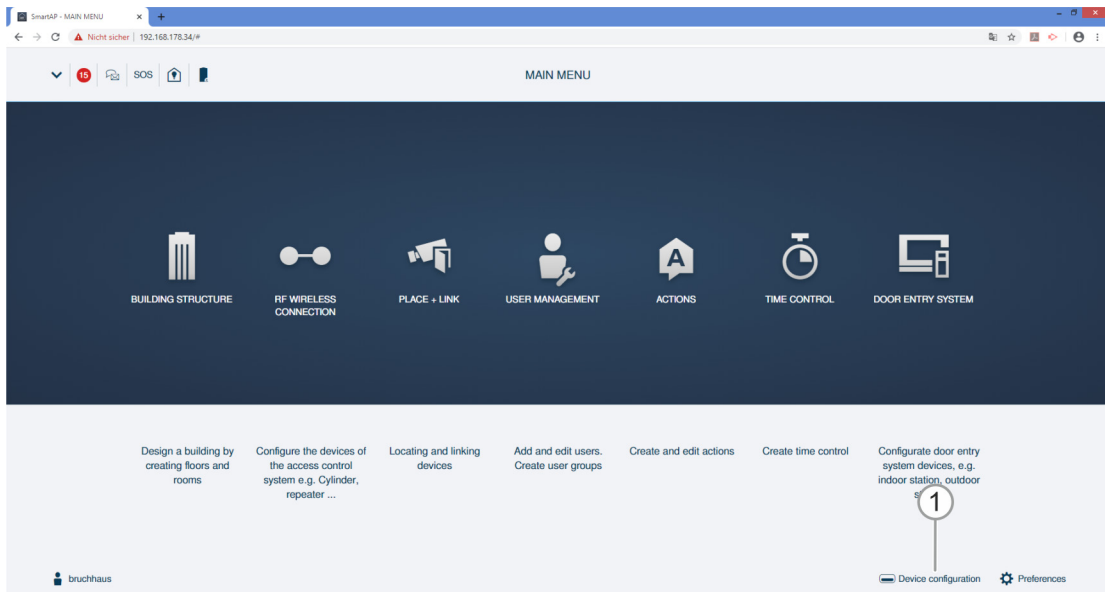 SmartAP - MAIN MENU
Nicht sicher | 192.168.178.34/#
15 SOS MAIN MENU
BUILDING STRUCTURE
RF WIRELESS
CONNECTION
PLACE + LINK
USER MANAGEMENT
A
ACTIONS
TIME CONTROL
DOOR ENTRY SYSTEM
Design a building by
creating floors and
rooms
Configure the devices of
the access control
system e.g. Cylinder,
repeater ...
Locating and linking
devices
Add and edit users.
Create user groups
Create and edit actions
Create time control
Configurate door entry
system devices, e.g.
indoor station, outdoor
1
bruchhaus
Device configuration
Preferences